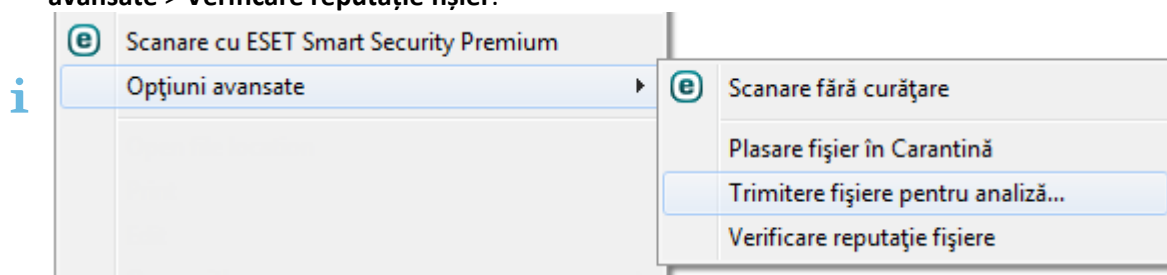 avansate > Verificare reputație fișier.
Scanare cu ESET Smart Security Premium
Opţiuni avansate
Scanare fără curăţare
Plasare fişier în Carantină
Trimitere fişiere pentru analiză...
Verificare reputaţie fişiere